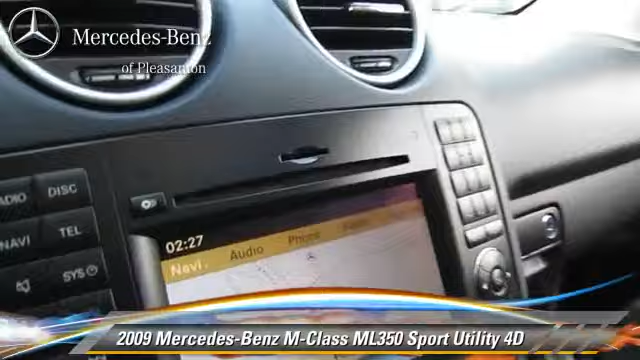 Mercedes-Benz
of Pleasanton
DISC
NAVI
TEL
SYS
02:27
Navi
Audio
Phone
2009 Mercedes-Benz M-Class ML350 Sport Utility 4D